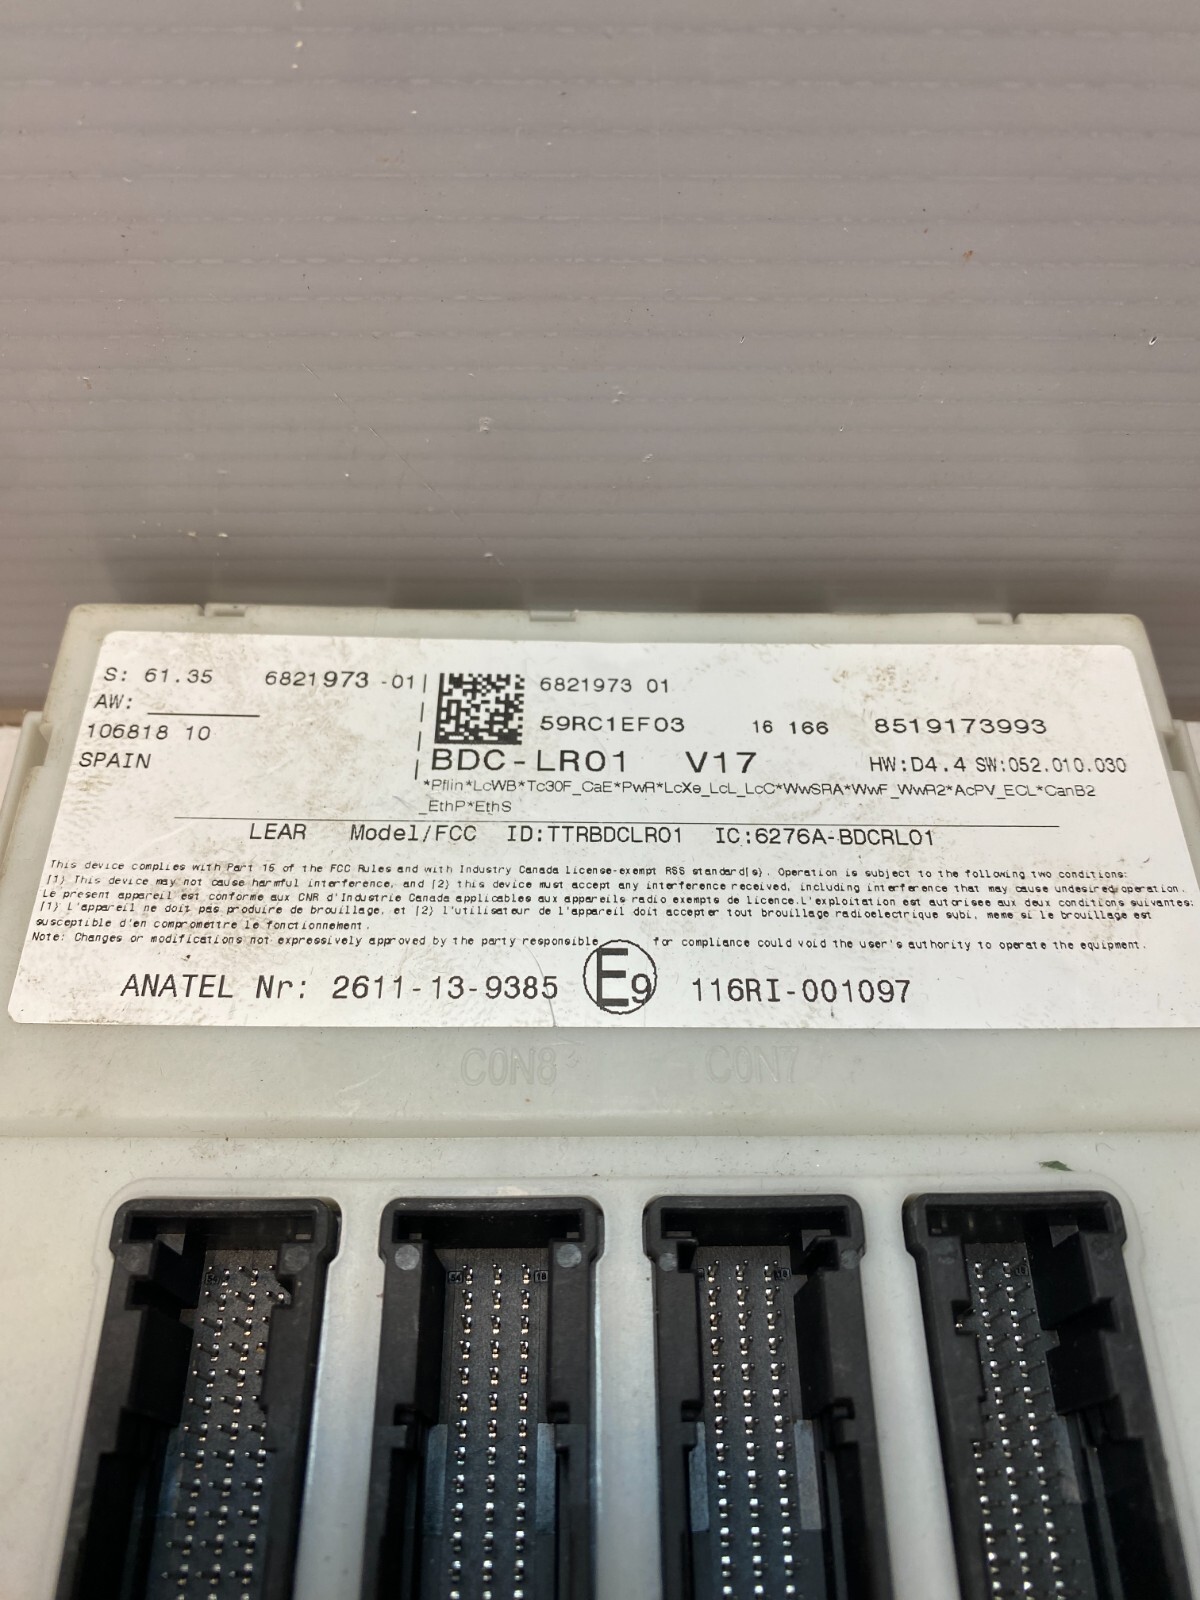 S: 61.35 6821973 -01
AW:
106818 10
SPAIN
6821973 01
59RC1EF03 16 166 8519173993
BDC-LR01 V17 HW:D4.4 SW:052.010.030
*Pflin*LcWB*Tc30F_CaE*PwR*LcXe_LcL_LcC*WwSRA*WwF_WwR2*AcPV_ECL*CanB2
_EthP*EthS
LEAR Model/FCC ID:TTRBDCLR01 IC:6276A-BDCRL01
This device complies with Part 15 of the FCC Rules and with Industry Canada license-exempt RSS standard(s). Operation is subject to the following two conditions:
(1) This device may not cause harmful interference, and (2) this device must accept any interference received, including interference that may cause undesired operation.
Le present appareil est conforme aux CNR d'Industrie Canada applicables aux appareils radio exempts de licence.L'exploitation est autorisee aux deux conditions suivantes:
(1) L'appareil ne doit pas produire de brouillage, et (2) l'utilisateur de l'appareil doit accepter tout brouillage radioelectrique subi, meme si le brouillage est
susceptible d'en compromettre le fonctionnement.
Note: Changes or modifications not expressively approved by the party responsible for compliance could void the user's authority to operate the equipment.
ANATEL Nr: 2611-13-9385 E9 116RI-001097
CON8 CON7
54 18